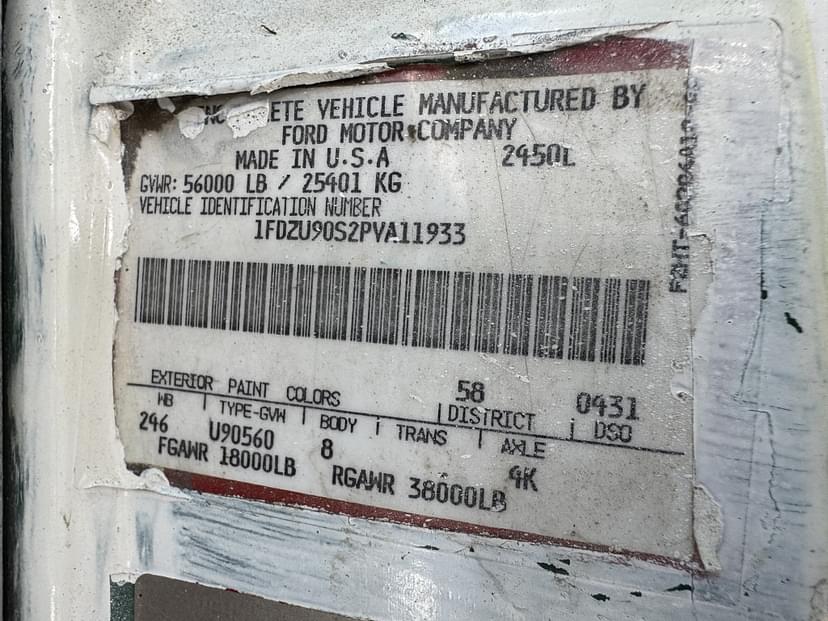 ETE VEHICLE MANUFACTURED BY
FORD MOTOR COMPANY
MADE IN U.S.A 2450L
GVWR: 56000 LB / 25401 KG
VEHICLE IDENTIFICATION NUMBER
1FDZU90S2PVA11933
EXTERIOR PAINT COLORS 58 0431
WB TYPE-GVW BODY TRANS DISTRICT DSO
AXLE
246 U90560 8 4K
FGAWR 18000LB RGAWR 38000LB